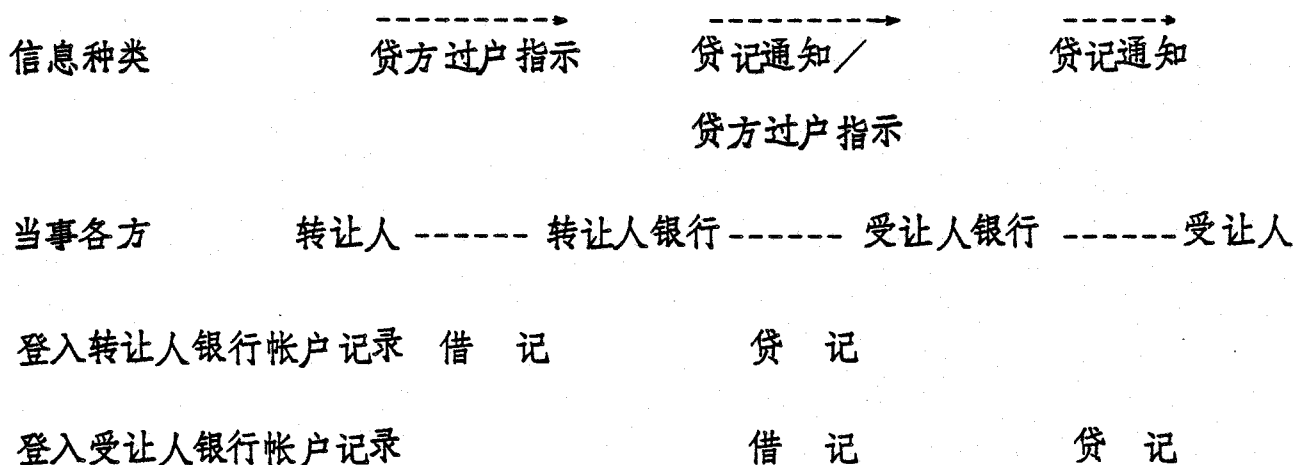 信息种类 贷方过户指示 贷记通知/ 贷记通知
贷方过户指示
当事各方 转让人 ------ 转让人银行 ------ 受让人银行 ------ 受让人
登入转让人银行帐户记录 借 记 贷 记
登入受让人银行帐户记录 借 记 贷 记